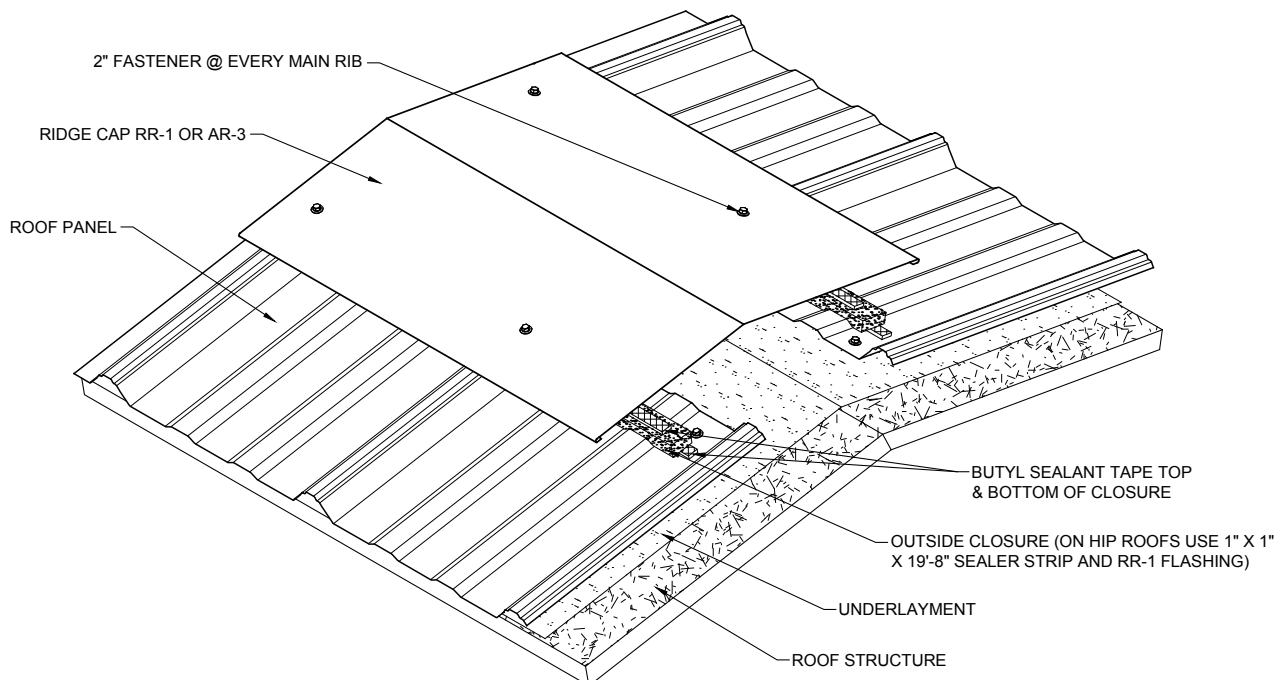 2" FASTENER @ EVERY MAIN RIB
RIDGE CAP RR-1 OR AR-3
ROOF PANEL
BUTYL SEALANT TAPE TOP
& BOTTOM OF CLOSURE
OUTSIDE CLOSURE (ON HIP ROOFS USE 1" X 1"
X 19'-8" SEALER STRIP AND RR-1 FLASHING)
UNDERLAYMENT
ROOF STRUCTURE